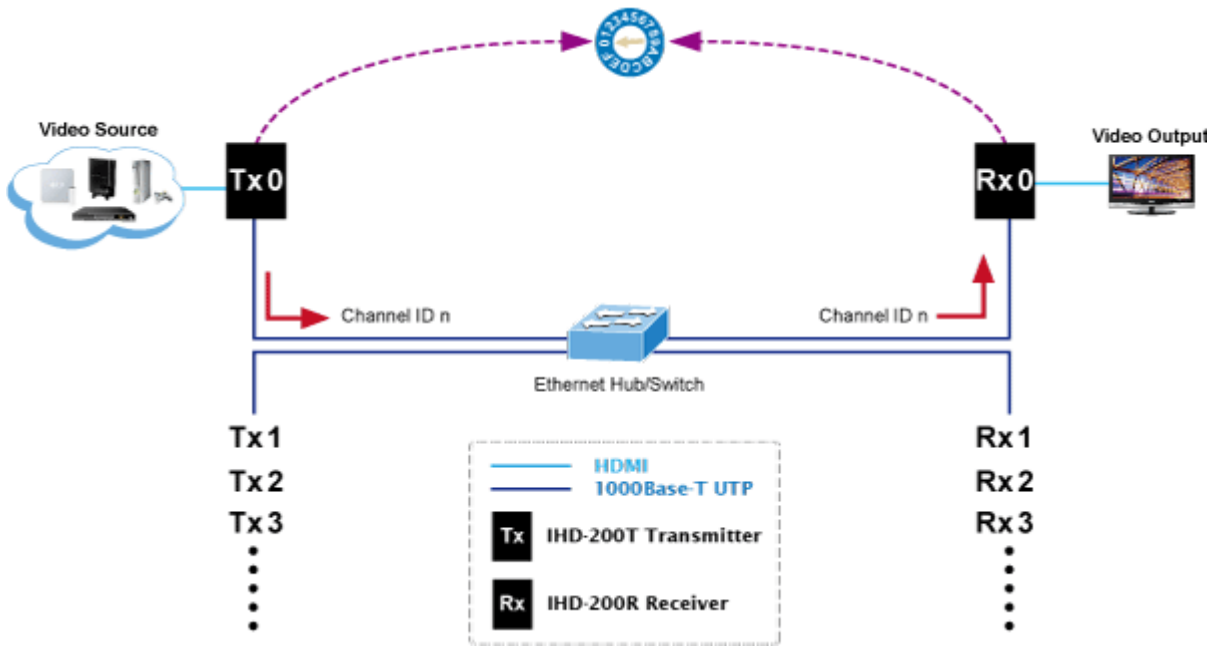 0123456789ABCDEF
Video Source
Video Output
Tx 0
Rx 0
Channel ID n
Channel ID n
Ethernet Hub/Switch
Tx 1
Rx 1
Tx 2
Rx 2
Tx 3
Rx 3
HDMI
1000Base-T UTP
Tx IHD-200T Transmitter
Rx IHD-200R Receiver